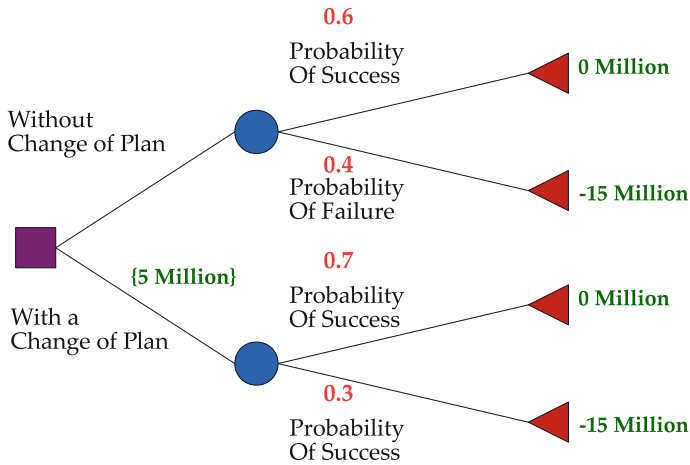 0.6
Probability
Of Success
0 Million
Without
Change of Plan
0.4
Probability
Of Failure
-15 Million
{5 Million}
0.7
Probability
Of Success
0 Million
With a
Change of Plan
0.3
Probability
Of Success
-15 Million